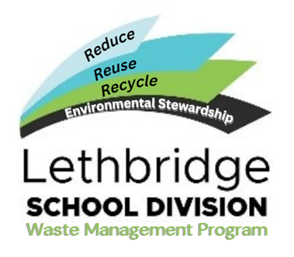 Reduce
Reuse
Recycle
Environmental Stewardship
Lethbridge
SCHOOL DIVISION
Waste Management Program